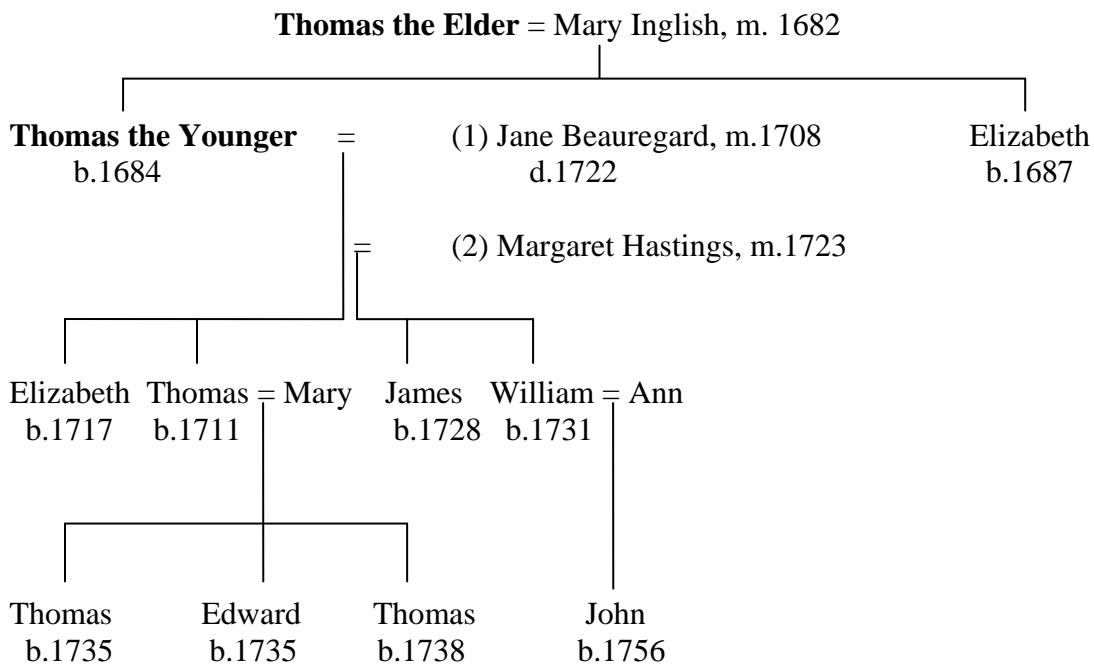 Thomas the Elder = Mary Inglish, m. 1682
Thomas the Younger = (1) Jane Beauregard, m.1708 Elizabeth
b.1684 d.1722 b.1687
= (2) Margaret Hastings, m.1723
Elizabeth Thomas = Mary James William = Ann
b.1717 b.1711 b.1728 b.1731
Thomas Edward Thomas John
b.1735 b.1735 b.1738 b.1756